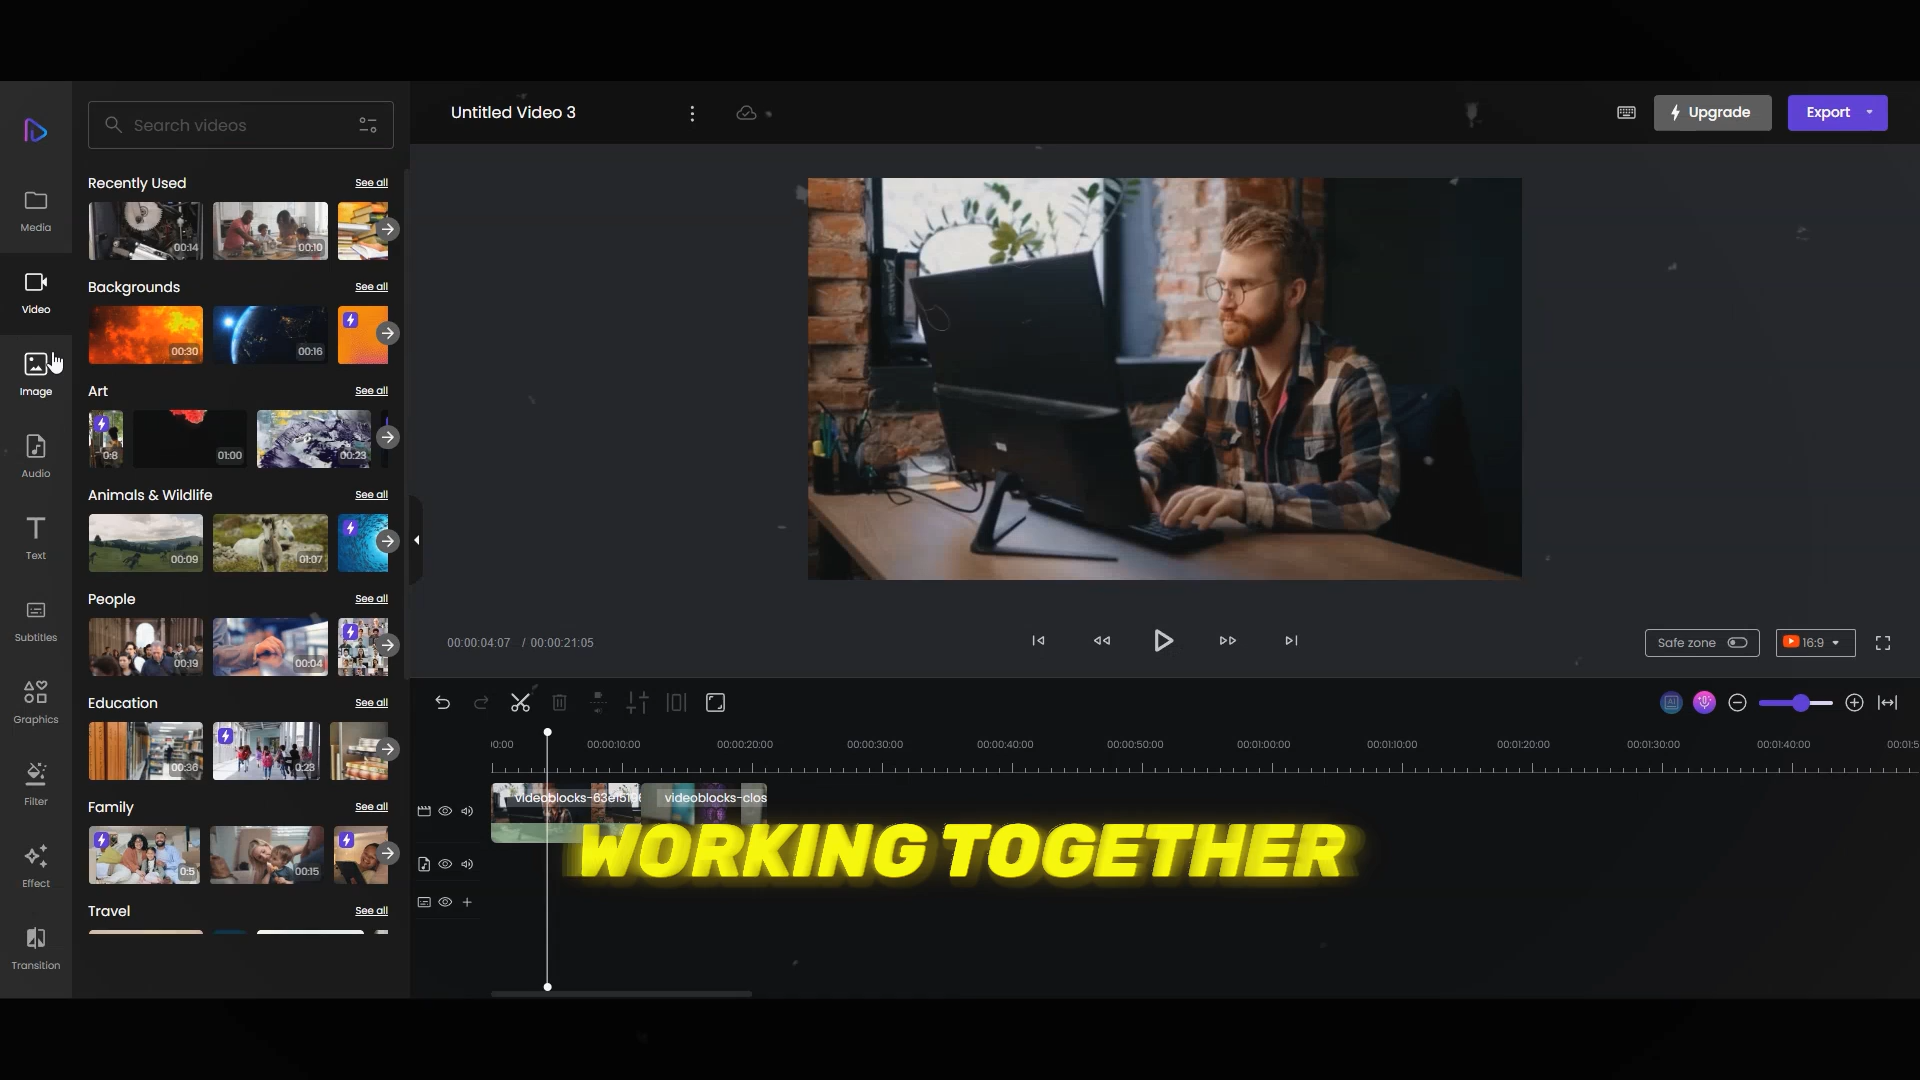 Search videos
Untitled Video 3
Upgrade
Export
Media
Video
Image
Audio
Text
Subtitles
Graphics
Filter
Effect
Transition
Recently Used
See all
00:14
00:10
Backgrounds
See all
00:30
00:16
Art
See all
0:8
01:00
00:23
Animals & Wildlife
See all
00:09
01:07
People
See all
00:19
00:04
Education
See all
00:36
0:23
Family
See all
0:5
00:15
Travel
See all
00:00:04:07 / 00:00:21:05
Safe zone
16:9
AI
00:00:10:00
00:00:20:00
00:00:30:00
00:00:40:00
00:00:50:00
00:01:00:00
00:01:10:00
00:01:20:00
00:01:30:00
00:01:40:00
00:01:5
videoblocks-clos
WORKING TOGETHER